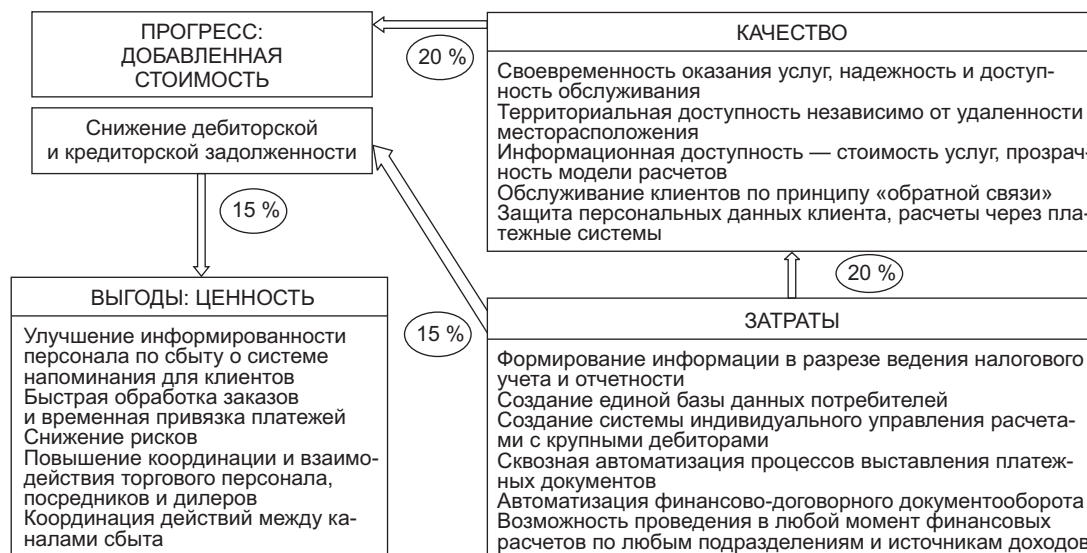 ПРОГРЕСС:
ДОБАВЛЕННАЯ
СТОИМОСТЬ
Снижение дебиторской
и кредиторской задолженности
20 %
КАЧЕСТВО
Своевременность оказания услуг, надежность и доступ-
ность обслуживания
Территориальная доступность независимо от удаленности
месторасположения
Информационная доступность — стоимость услуг, прозрач-
ность модели расчетов
Обслуживание клиентов по принципу «обратной связи»
Защита персональных данных клиента, расчеты через пла-
тежные системы
15 %
20 %
ВЫГОДЫ: ЦЕННОСТЬ
Улучшение информированности
персонала по сбыту о системе
напоминания для клиентов
Быстрая обработка заказов
и временная привязка платежей
Снижение рисков
Повышение координации и взаимо-
действия торгового персонала,
посредников и дилеров
Координация действий между ка-
налами сбыта
15 %
ЗАТРАТЫ
Формирование информации в разрезе ведения налогового
учета и отчетности
Создание единой базы данных потребителей
Создание системы индивидуального управления расчета-
ми с крупными дебиторами
Сквозная автоматизация процессов выставления платеж-
ных документов
Автоматизация финансово-договорного документооборота
Возможность проведения в любой момент финансовых
расчетов по любым подразделениям и источникам доходов